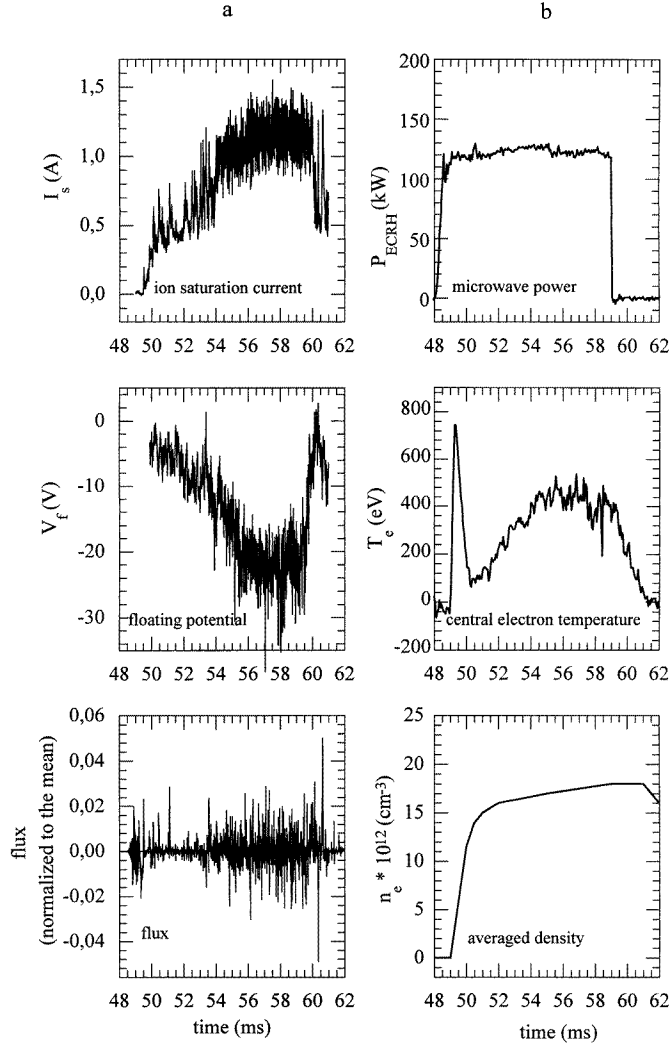 a
b
1,5
1,0
0,5
0,0
I_s (A)
ion saturation current
48 50 52 54 56 58 60 62
200
150
100
50
0
P_ECRH (kW)
microwave power
48 50 52 54 56 58 60 62
0
-10
-20
-30
V_f (V)
floating potential
48 50 52 54 56 58 60 62
800
600
400
200
0
-200
T_e (eV)
central electron temperature
48 50 52 54 56 58 60 62
0,06
0,04
0,02
0,00
-0,02
-0,04
flux
(normalized to the mean)
flux
48 50 52 54 56 58 60 62
time (ms)
25
20
15
10
5
0
n_e * 10^12 (cm^-3)
averaged density
48 50 52 54 56 58 60 62
time (ms)